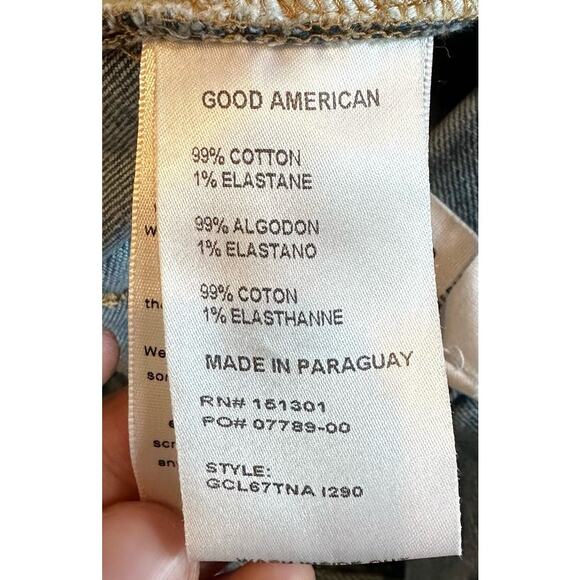 GOOD AMERICAN
99% COTTON
1% ELASTANE
99% ALGODON
1% ELASTANO
99% COTON
1% ELASTHANNE
MADE IN PARAGUAY
RN# 151301
PO# 07789-00
STYLE:
GCL67TNA I290